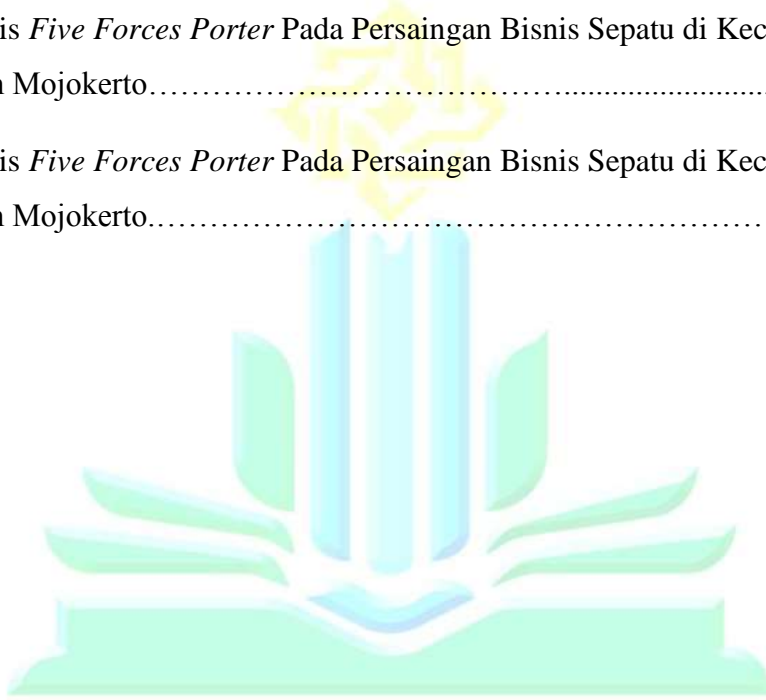 is Five Forces Porter Pada Persaingan Bisnis Sepatu di Kec
n Mojokerto……………………………………..........................
is Five Forces Porter Pada Persaingan Bisnis Sepatu di Kec
n Mojokerto……………………………………………………………